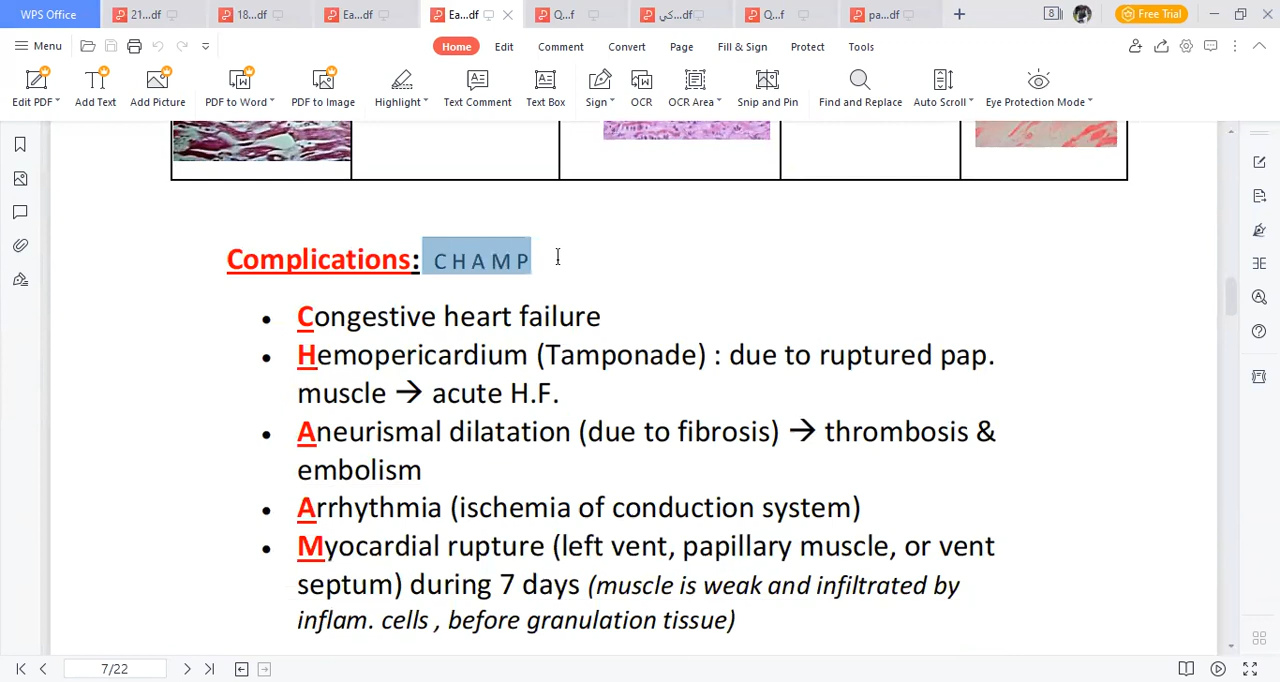 WPS Office
21...df
18...df
Ea...df
Ea...df
Q...f
كي...df
Q...f
pa...df
8
Free Trial
Menu
Home Edit Comment Convert Page Fill & Sign Protect Tools
Edit PDF Add Text Add Picture PDF to Word PDF to Image Highlight Text Comment Text Box Sign OCR OCR Area Snip and Pin Find and Replace Auto Scroll Eye Protection Mode
Complications: C H A M P
• Congestive heart failure
• Hemopericardium (Tamponade) : due to ruptured pap.
muscle → acute H.F.
• Aneurismal dilatation (due to fibrosis) → thrombosis &
embolism
• Arrhythmia (ischemia of conduction system)
• Myocardial rupture (left vent, papillary muscle, or vent
septum) during 7 days (muscle is weak and infiltrated by
inflam. cells , before granulation tissue)
7/22